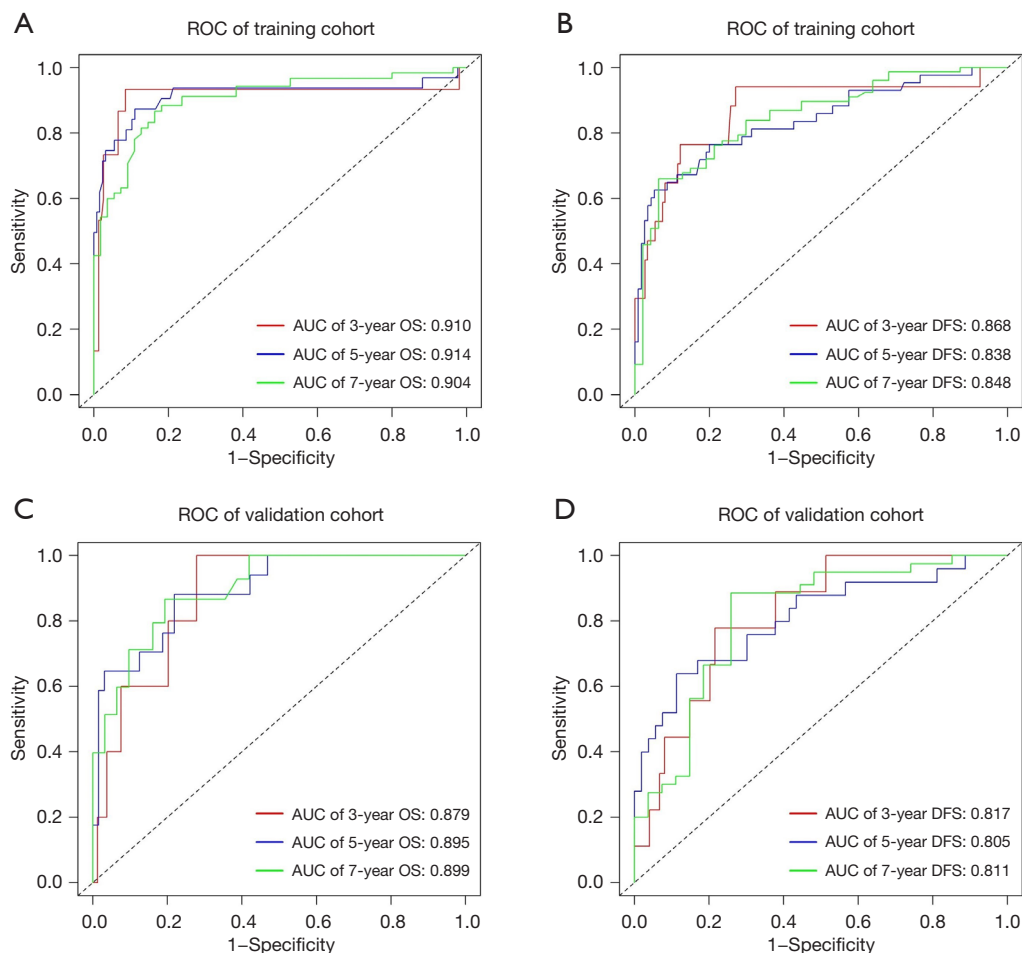 A
ROC of training cohort
1.0
0.8
0.6
0.4
0.2
0.0
Sensitivity
AUC of 3-year OS: 0.910
AUC of 5-year OS: 0.914
AUC of 7-year OS: 0.904
0.0 0.2 0.4 0.6 0.8 1.0
1−Specificity
B
ROC of training cohort
1.0
0.8
0.6
0.4
0.2
0.0
Sensitivity
AUC of 3-year DFS: 0.868
AUC of 5-year DFS: 0.838
AUC of 7-year DFS: 0.848
0.0 0.2 0.4 0.6 0.8 1.0
1−Specificity
C
ROC of validation cohort
1.0
0.8
0.6
0.4
0.2
0.0
Sensitivity
AUC of 3-year OS: 0.879
AUC of 5-year OS: 0.895
AUC of 7-year OS: 0.899
0.0 0.2 0.4 0.6 0.8 1.0
1−Specificity
D
ROC of validation cohort
1.0
0.8
0.6
0.4
0.2
0.0
Sensitivity
AUC of 3-year DFS: 0.817
AUC of 5-year DFS: 0.805
AUC of 7-year DFS: 0.811
0.0 0.2 0.4 0.6 0.8 1.0
1−Specificity